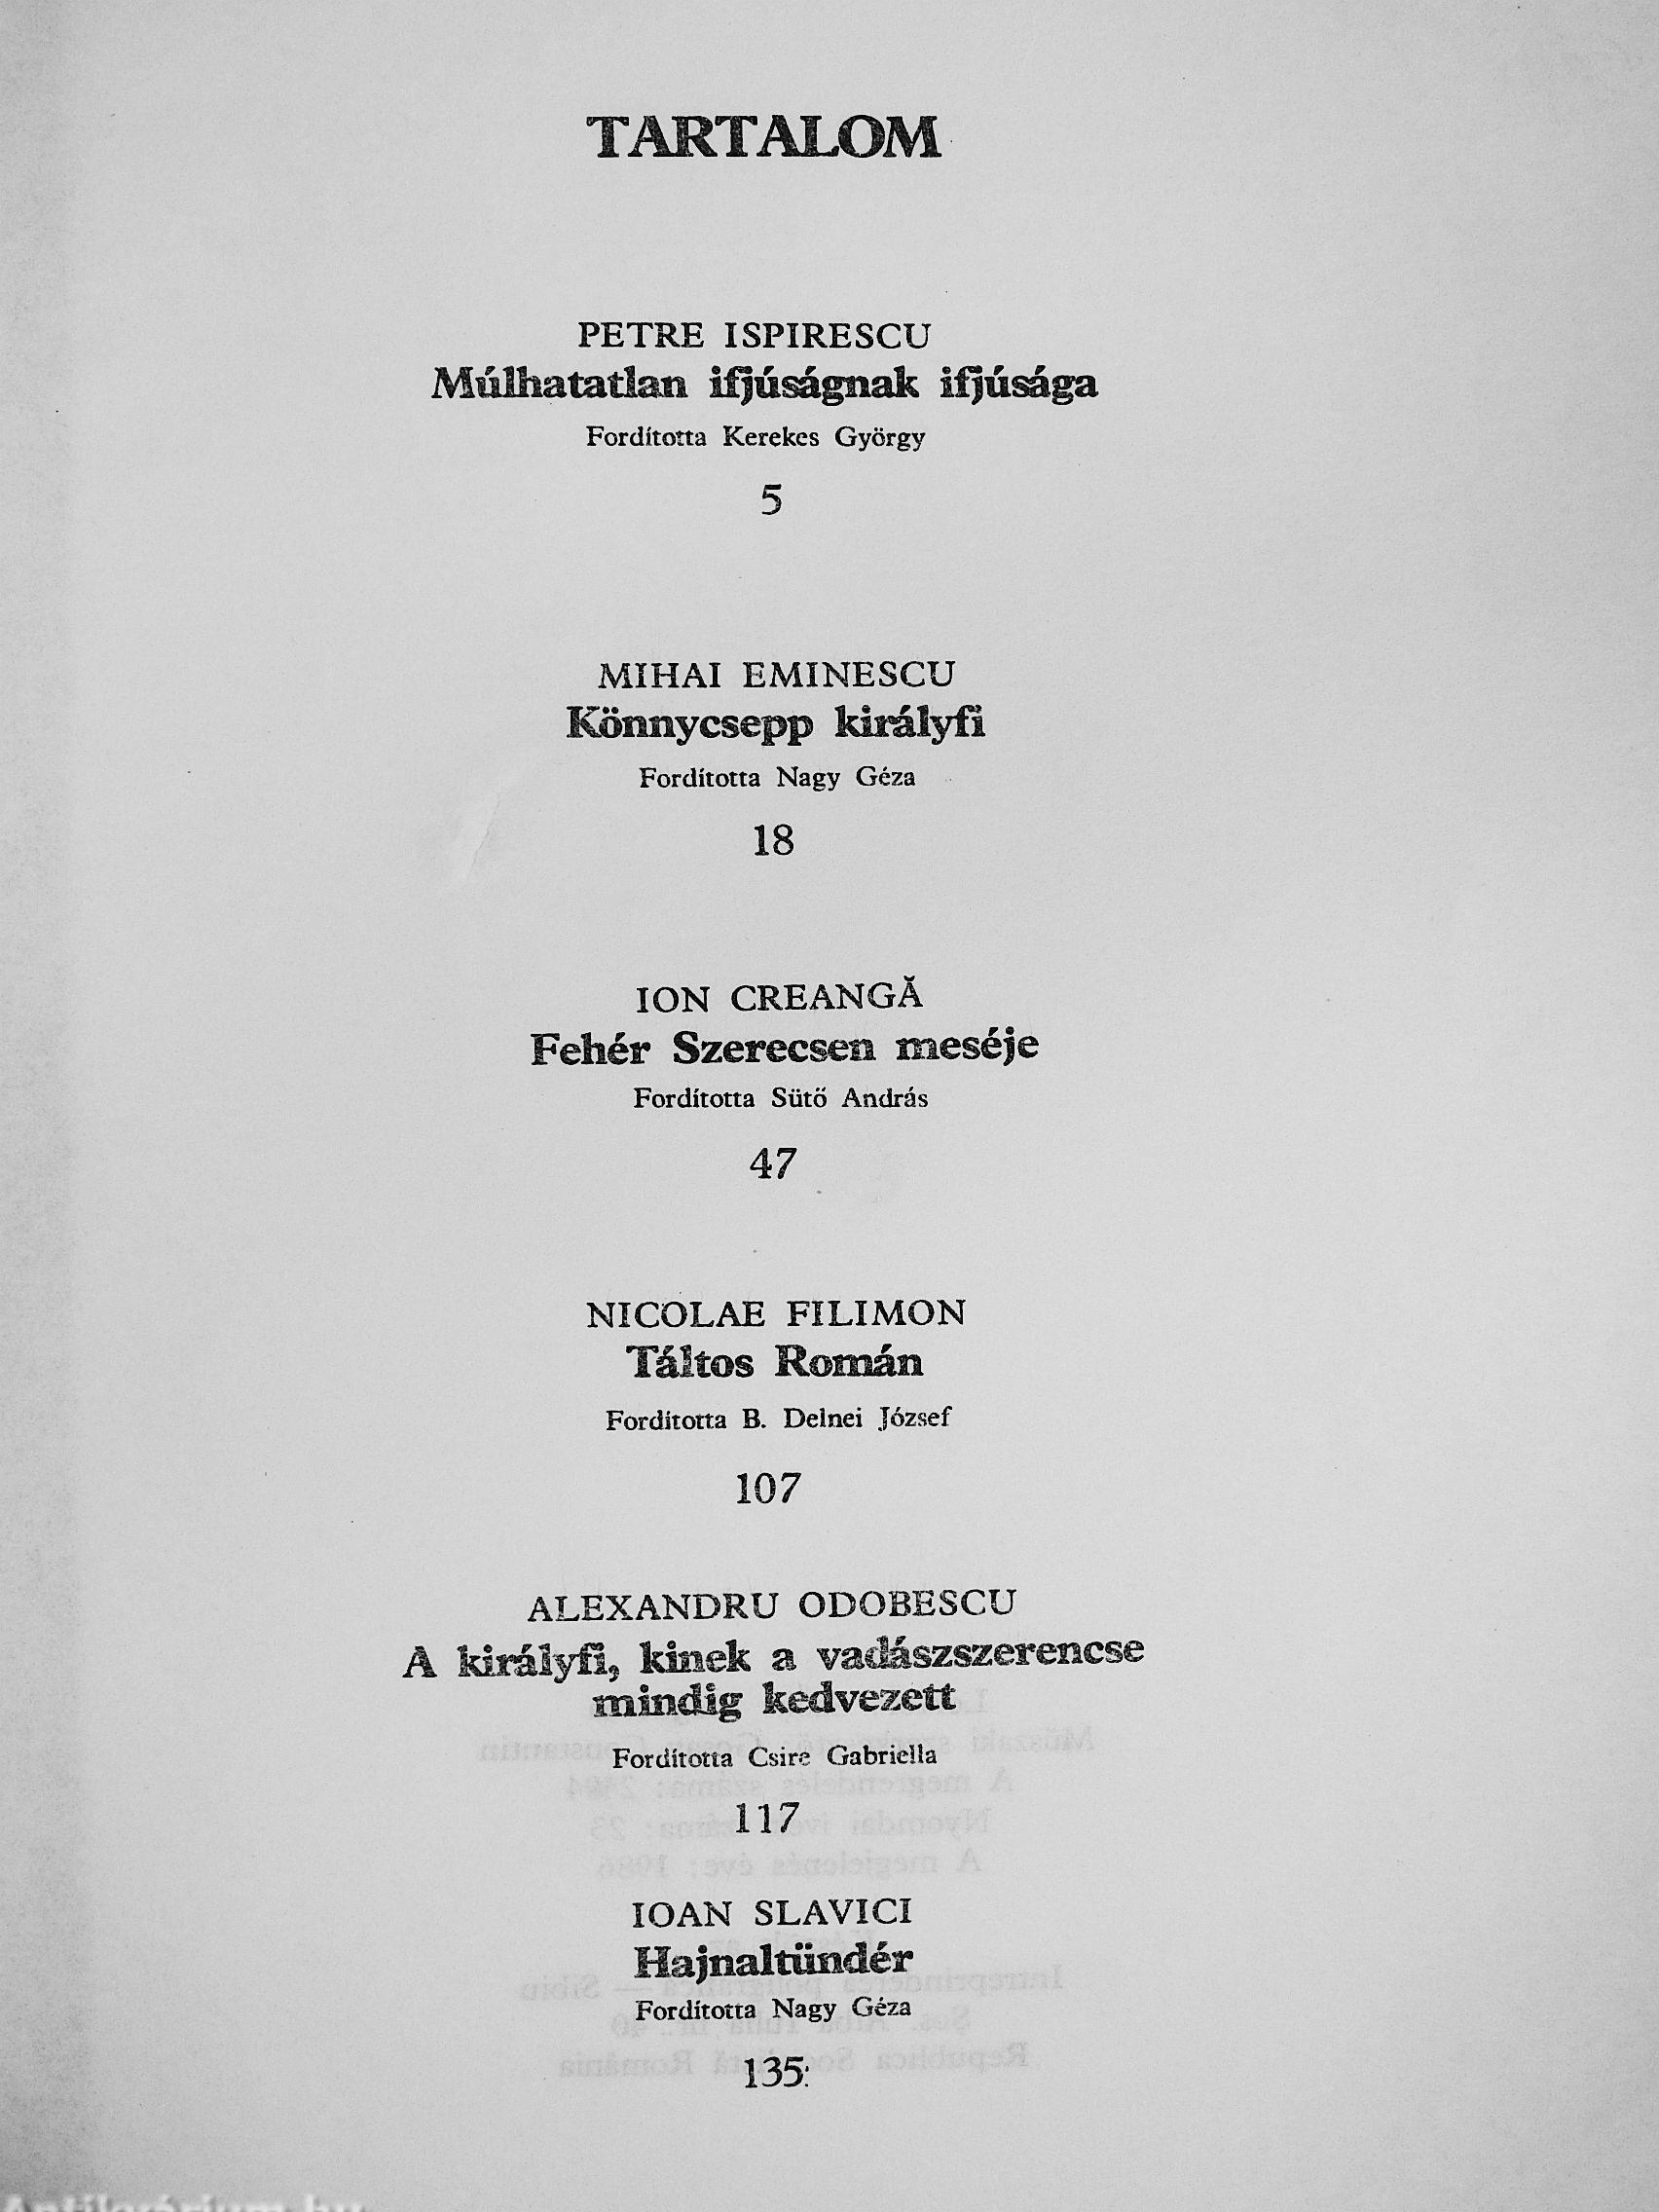 TARTALOM
PETRE ISPIRESCU
Múlhatatlan ifjúságnak ifjúsága
Fordította Kerekes György
5
MIHAI EMINESCU
Könnycsepp királyfi
Fordította Nagy Géza
18
ION CREANGĂ
Fehér Szerecsen meséje
Fordította Sütő András
47
NICOLAE FILIMON
Táltos Román
Fordította B. Delnei József
107
ALEXANDRU ODOBESCU
A királyfi, kinek a vadászszerencse
mindig kedvezett
Fordította Csire Gabriella
117
IOAN SLAVICI
Hajnaltündér
Fordította Nagy Géza
135